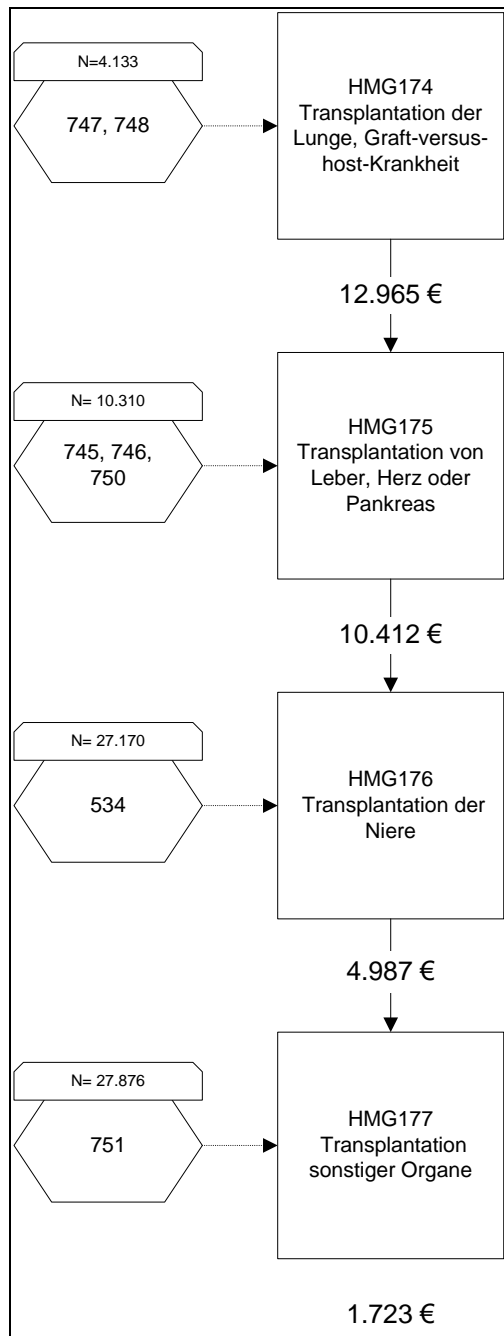 N=4.133
747, 748
HMG174
Transplantation der
Lunge, Graft-versus-
host-Krankheit
12.965 €
N= 10.310
745, 746,
750
HMG175
Transplantation von
Leber, Herz oder
Pankreas
10.412 €
N= 27.170
534
HMG176
Transplantation der
Niere
4.987 €
N= 27.876
751
HMG177
Transplantation
sonstiger Organe
1.723 €